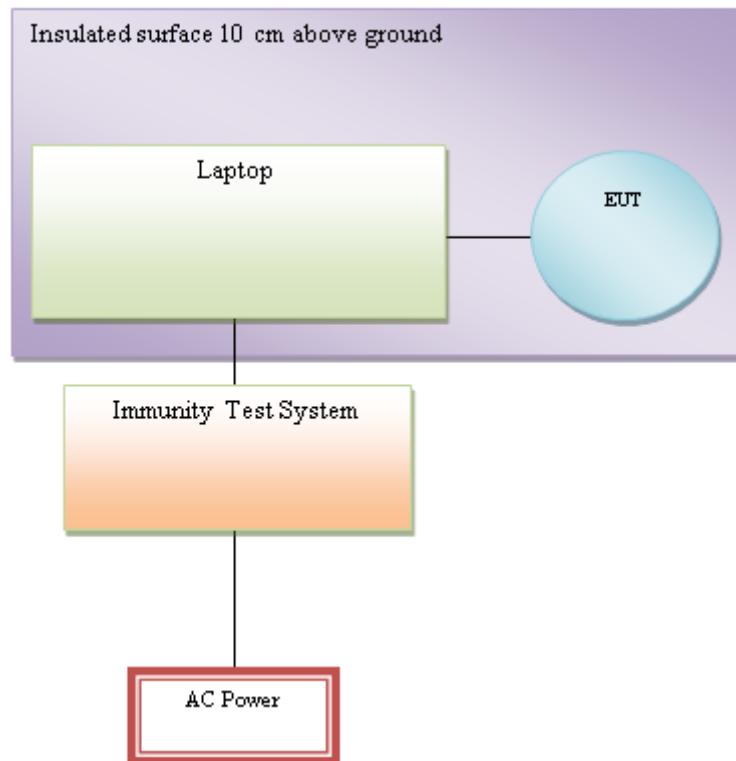 Insulated surface 10 cm above ground
Laptop
EUT
Immunity Test System
AC Power